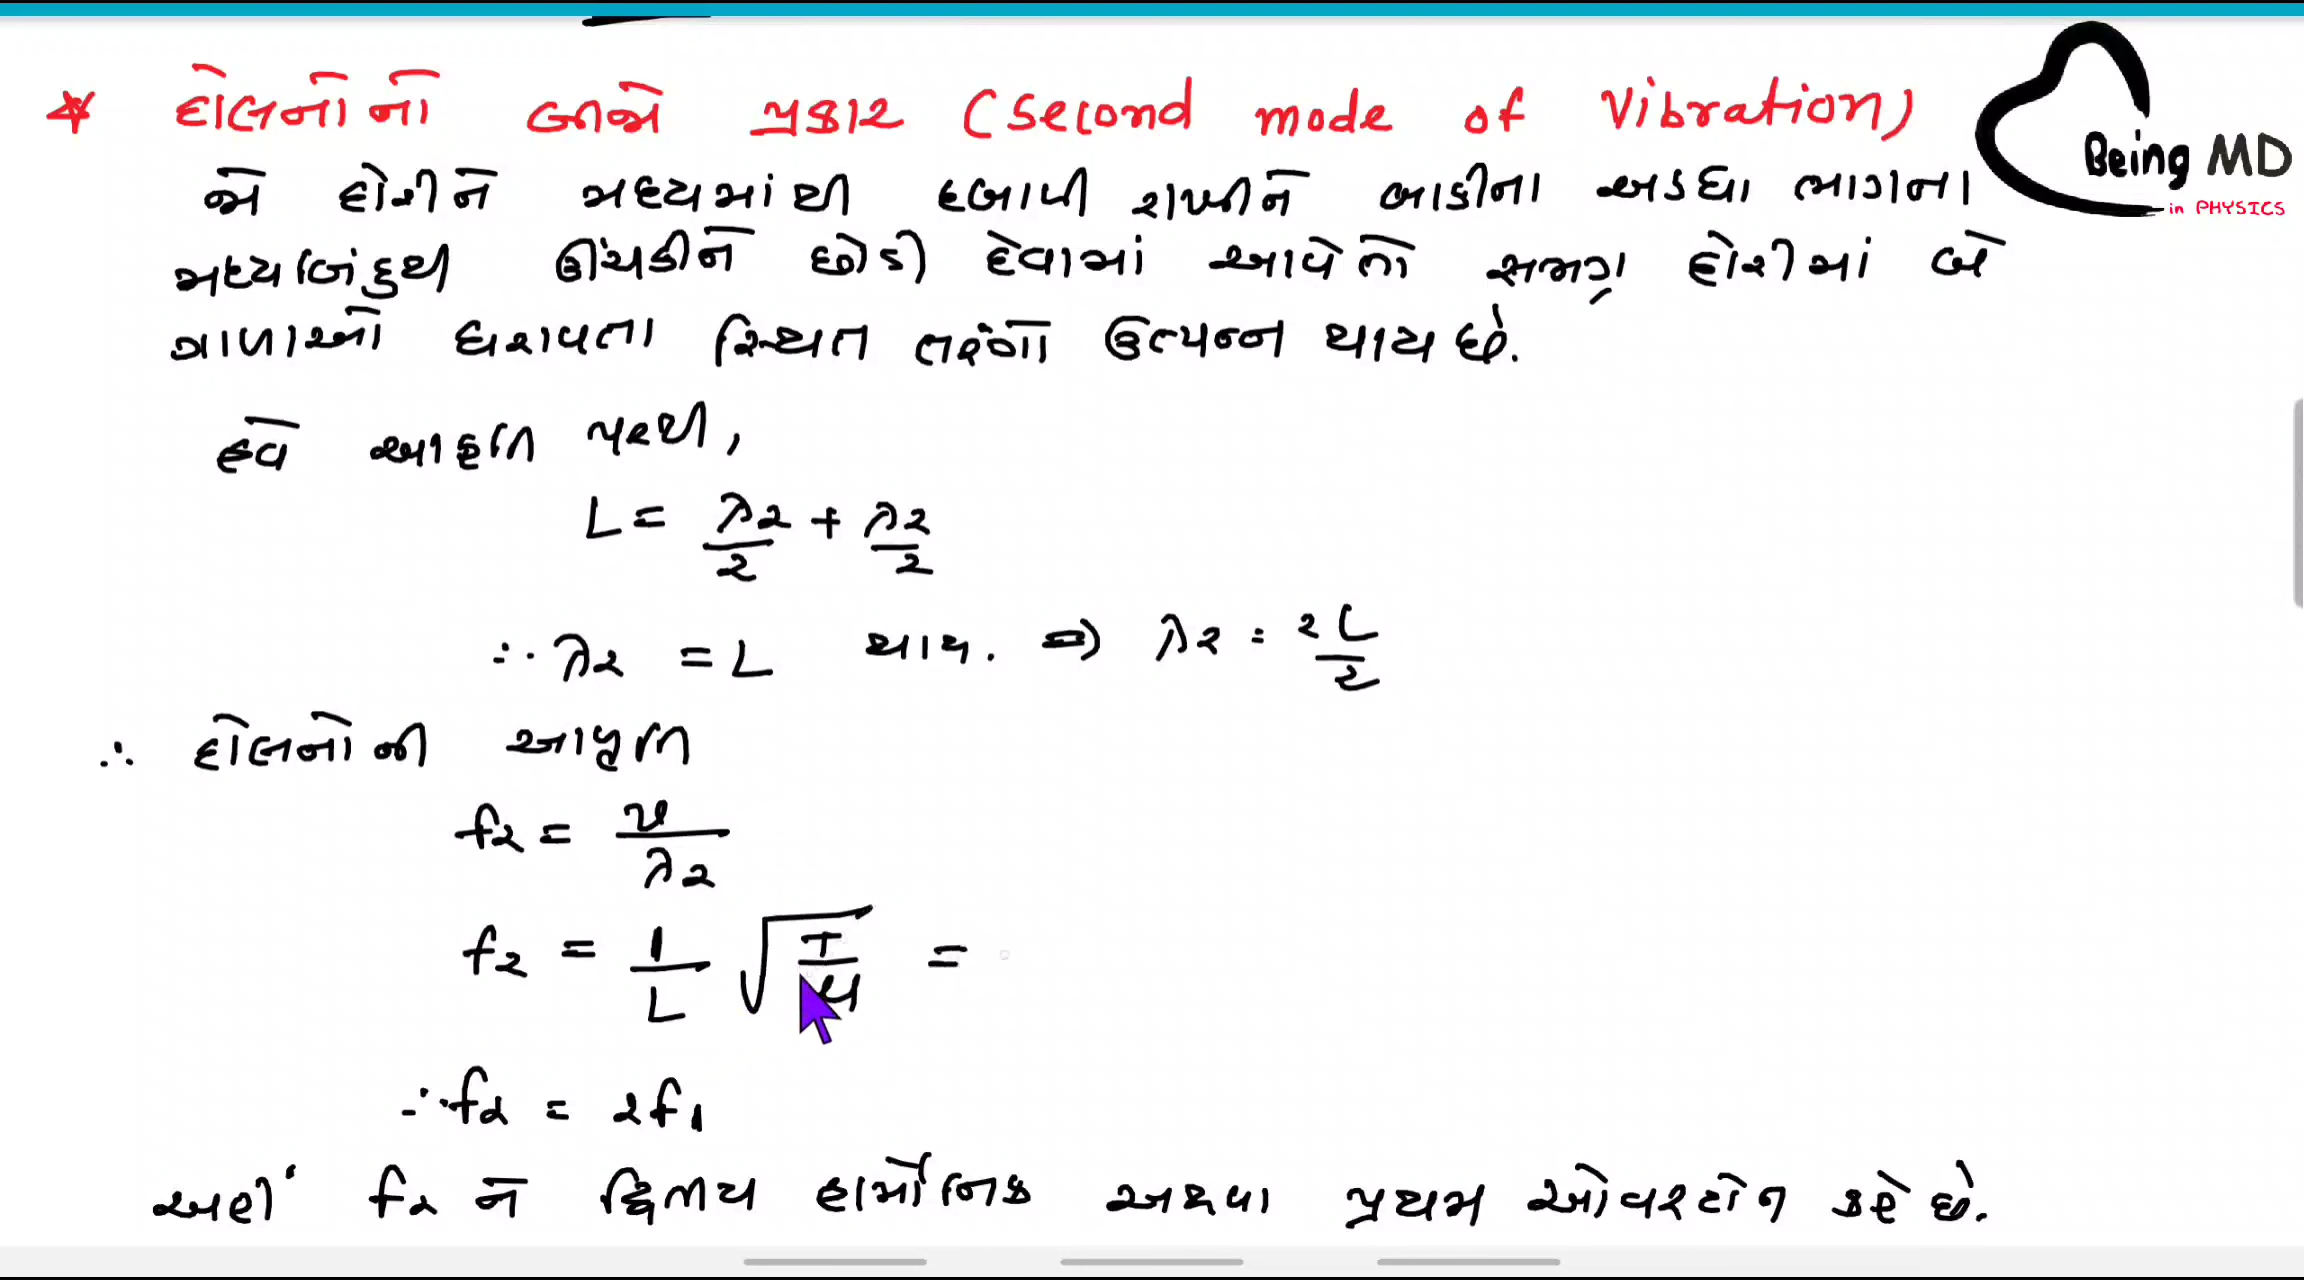 * દોલનોનો બીજો પ્રકાર (Second mode of Vibration)
Being MD
in PHYSICS
જો દોરીને મધ્યમાંથી દબાવી રાખીને બાકીના અડધા ભાગના
મધ્યબિંદુથી ઊંચકીને છોડી દેવામાં આવે તો સમગ્ર દોરીમાં બે
ગાળાઓ ધરાવતા સ્થિત તરંગો ઉત્પન્ન થાય છે.
હવે આકૃતિ પરથી,
L = λ2/2 + λ2/2
∴ λ2 = L થાય. ⇒ λ2 = 2L/2
∴ દોલનોની આવૃત્તિ
f2 = v/λ2
f2 = 1/L √(T/μ) =
∴ f2 = 2f1
અહીં f2 ને દ્વિતીય હાર્મોનિક અથવા પ્રથમ ઓવરટોન કહે છે.